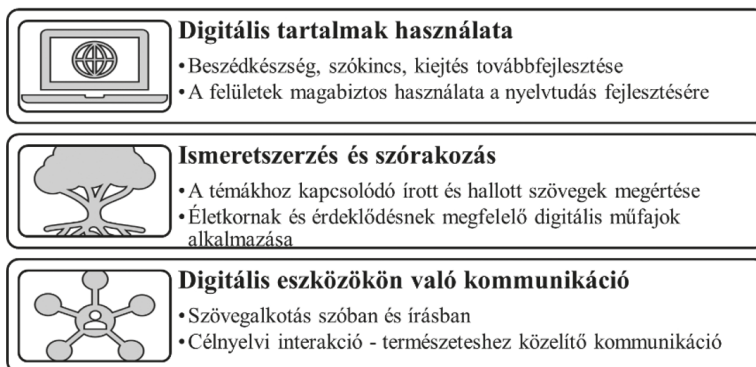 Digitális tartalmak használata
• Beszédkészség, szókincs, kiejtés továbbfejlesztése
• A felületek magabiztos használata a nyelvtudás fejlesztésére
Ismeretszerzés és szórakozás
• A témákhoz kapcsolódó írott és hallott szövegek megértése
• Életkornak és érdeklődésnek megfelelő digitális műfajok
alkalmazása
Digitális eszközökön való kommunikáció
• Szövegalkotás szóban és írásban
• Célnyelvi interakció - természeteshez közelítő kommunikáció